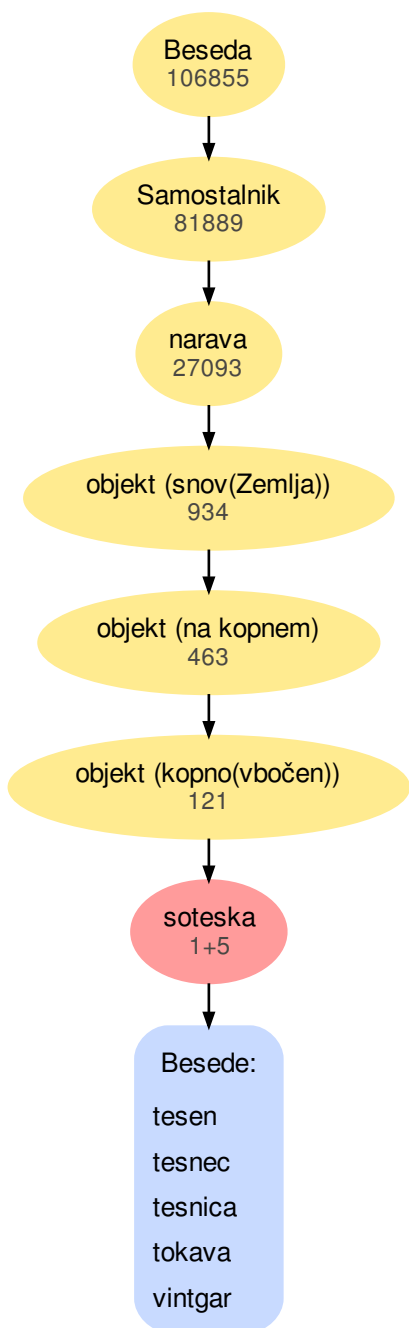 Beseda
106855
Samostalnik
81889
narava
27093
objekt (snov(Zemlja))
934
objekt (na kopnem)
463
objekt (kopno(vbočen))
121
soteska
1+5
Besede:
tesen
tesnec
tesnica
tokava
vintgar